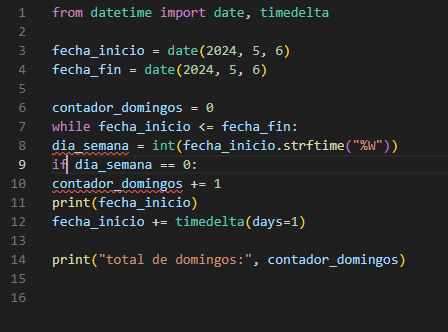 1 from datetime import date, timedelta
2
3 fecha_inicio = date(2024, 5, 6)
4 fecha_fin = date(2024, 5, 6)
5
6 contador_domingos = 0
7 while fecha_inicio <= fecha_fin:
8 dia_semana = int(fecha_inicio.strftime("%W"))
9 if dia_semana == 0:
10 contador_domingos += 1
11 print(fecha_inicio)
12 fecha_inicio += timedelta(days=1)
13
14 print("total de domingos:", contador_domingos)
15
16